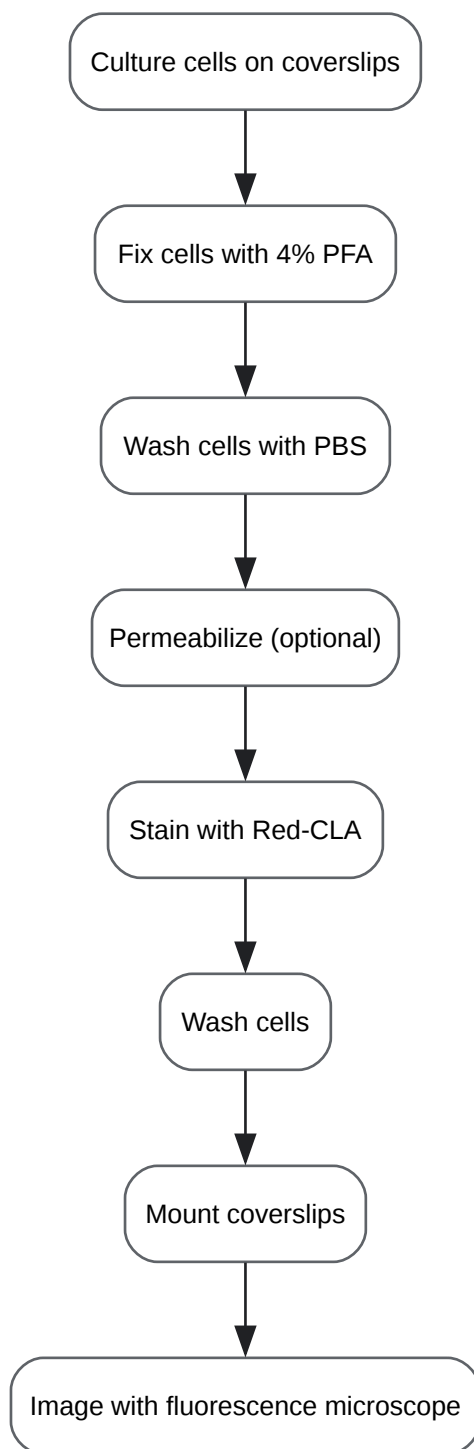 Culture cells on coverslips
Fix cells with 4% PFA
Wash cells with PBS
Permeabilize (optional)
Stain with Red-CLA
Wash cells
Mount coverslips
Image with fluorescence microscope